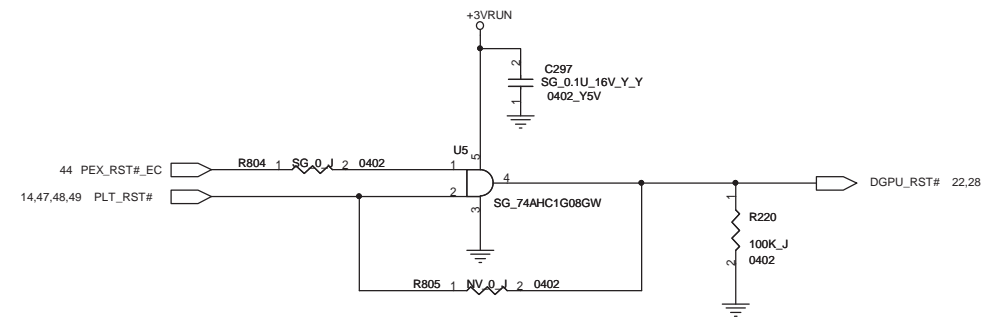 +3VRUN
2
C297
SG_0.1U_16V_Y_Y
1
0402_Y5V
U5
5
44 PEX_RST#_EC
R804 1 SG_0_J 2 0402
1
14,47,48,49 PLT_RST#
2
4
DGPU_RST# 22,28
SG_74AHC1G08GW
3
1
R220
100K_J
2
0402
R805 1 NV_0_J 2 0402